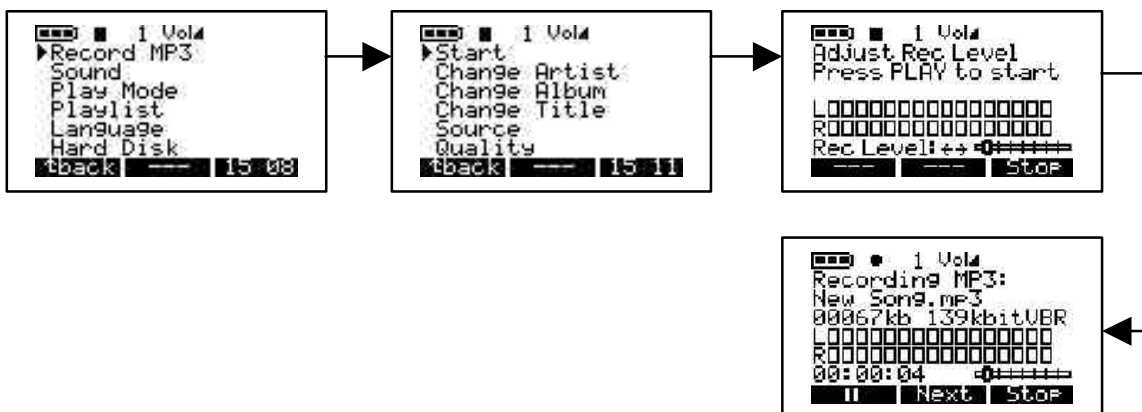 1 Vol
Record MP3
Sound
Play Mode
Playlist
Language
Hard Disk
back --- 15 08
1 Vol
Start
Change Artist
Change Album
Change Title
Source
Quality
back --- 15 11
1 Vol
Adjust Rec Level
Press PLAY to start
L
R
Rec Level:
--- --- Stop
1 Vol
Recording MP3:
New Song.mp3
00067kb 139kbitVBR
L
R
00:00:04
Next Stop